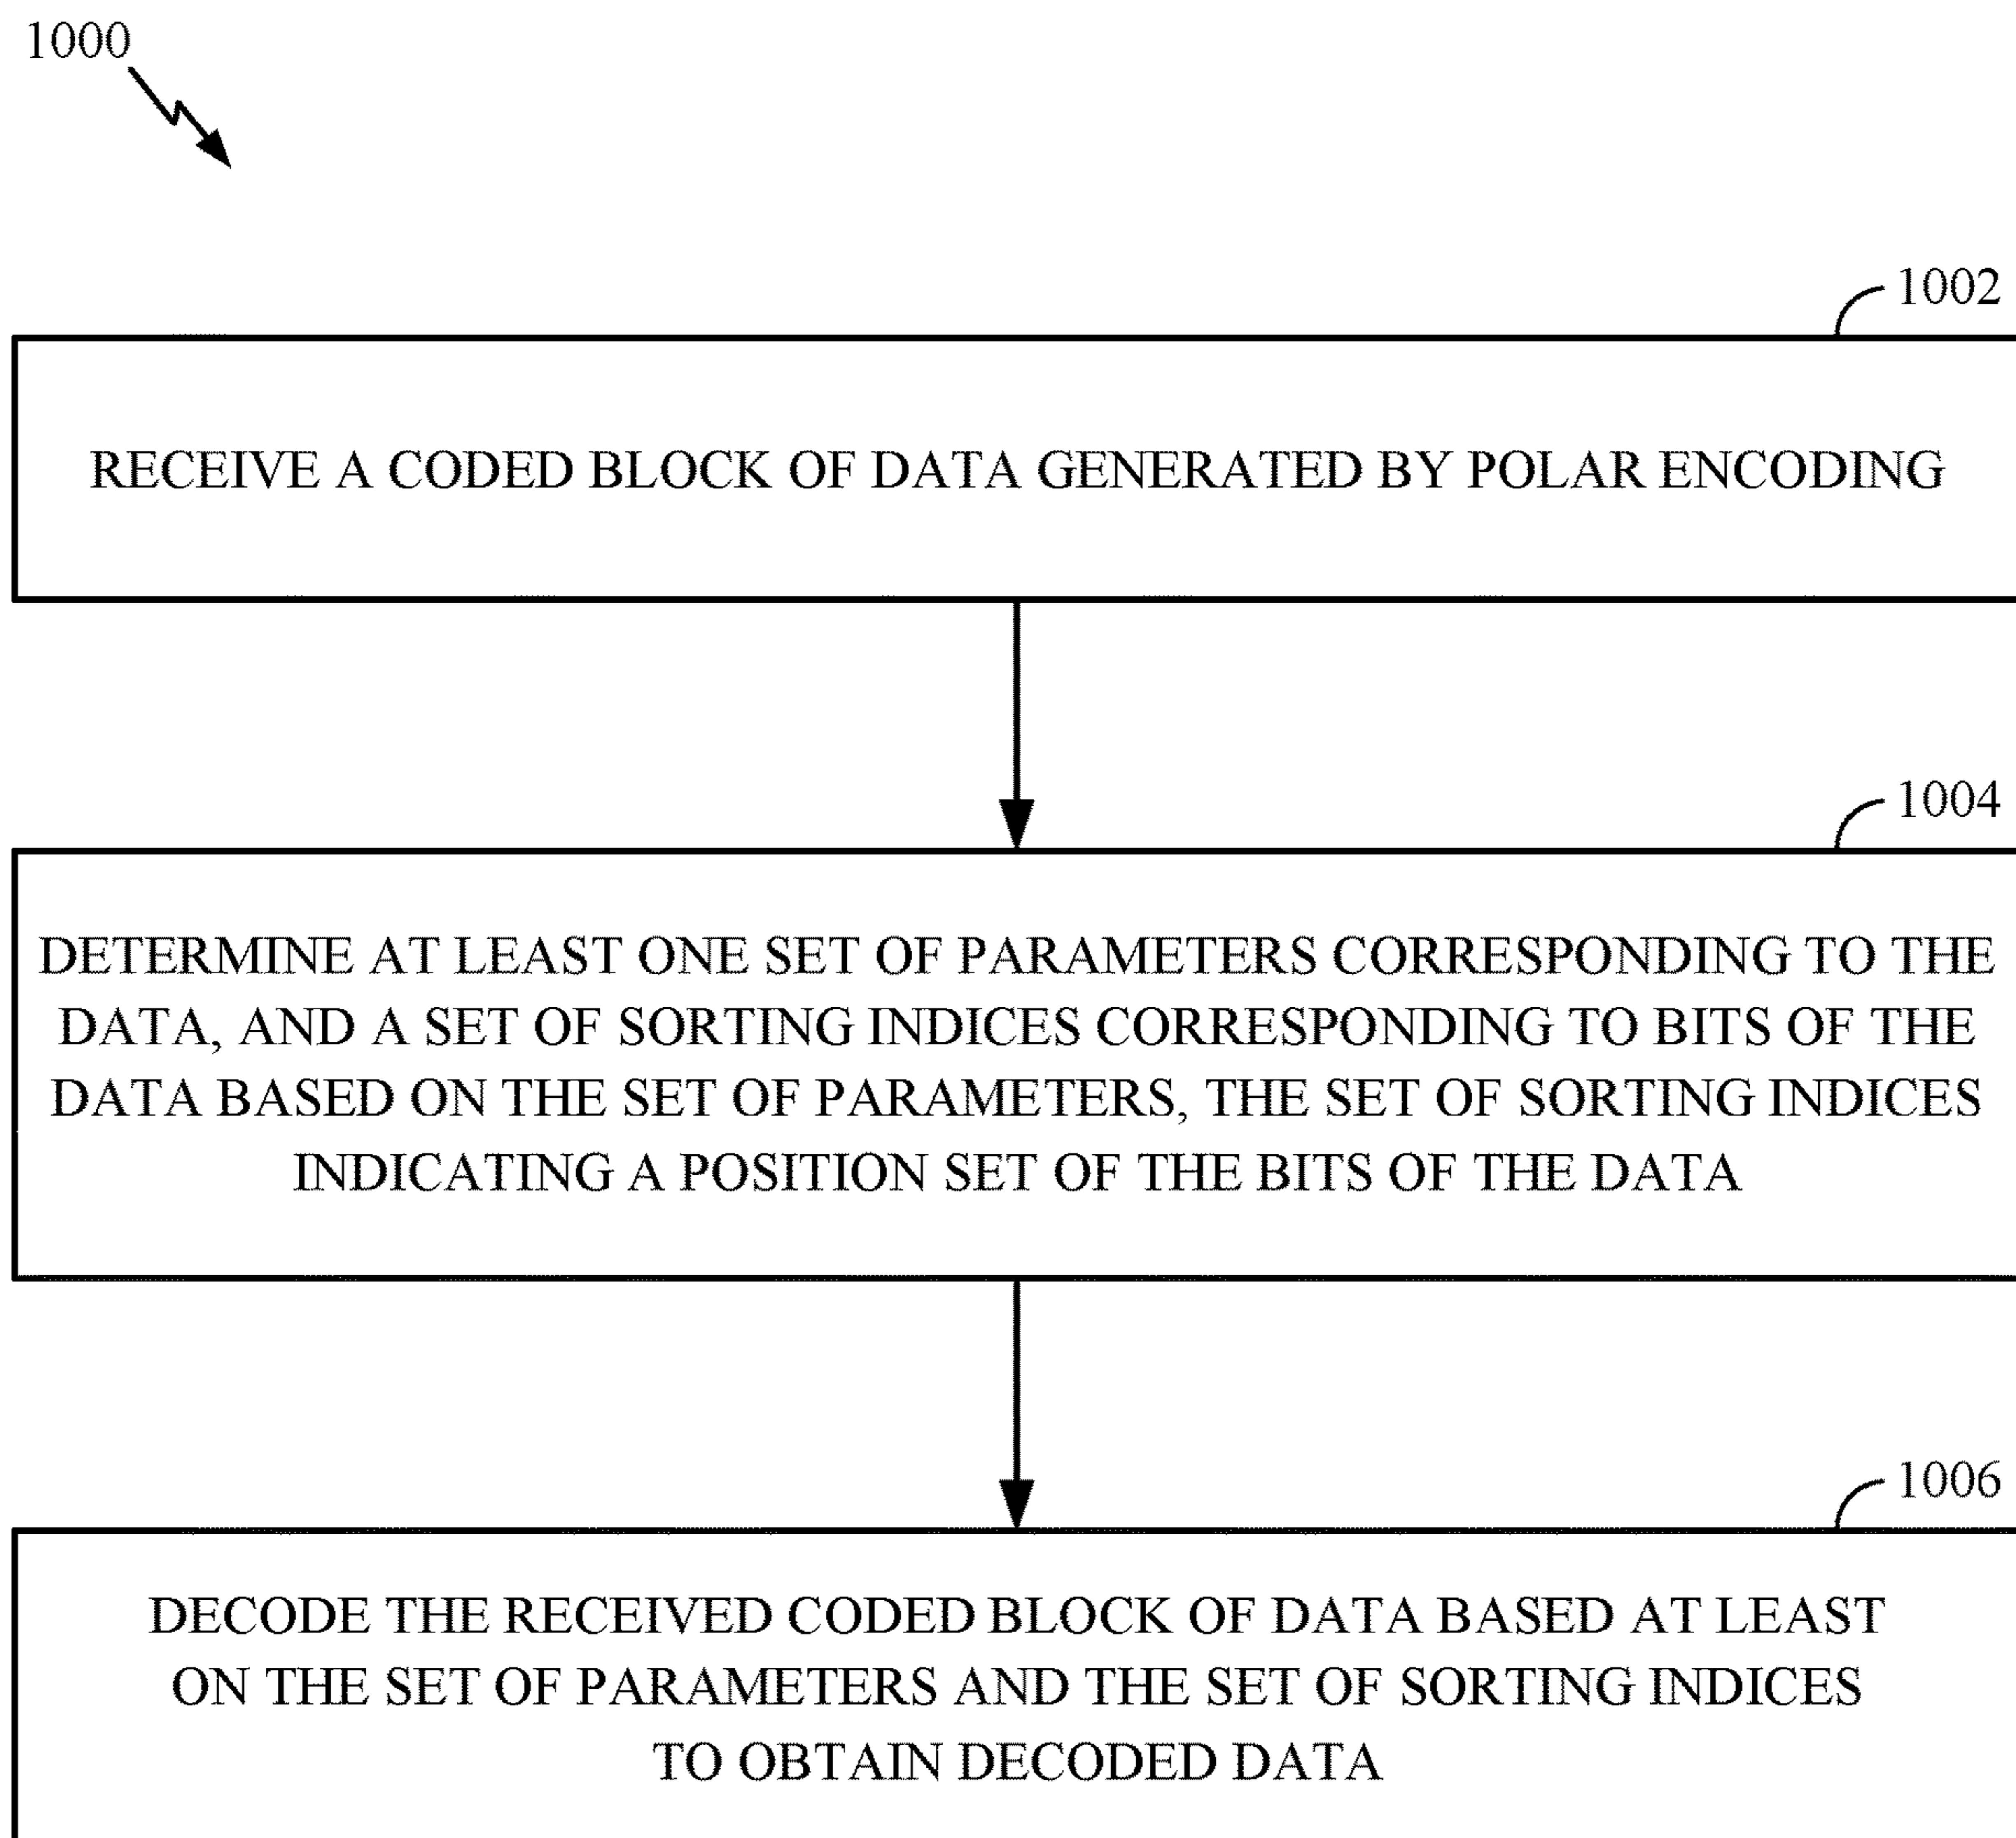 1000
1002
RECEIVE A CODED BLOCK OF DATA GENERATED BY POLAR ENCODING
1004
DETERMINE AT LEAST ONE SET OF PARAMETERS CORRESPONDING TO THE
DATA, AND A SET OF SORTING INDICES CORRESPONDING TO BITS OF THE
DATA BASED ON THE SET OF PARAMETERS, THE SET OF SORTING INDICES
INDICATING A POSITION SET OF THE BITS OF THE DATA
1006
DECODE THE RECEIVED CODED BLOCK OF DATA BASED AT LEAST
ON THE SET OF PARAMETERS AND THE SET OF SORTING INDICES
TO OBTAIN DECODED DATA